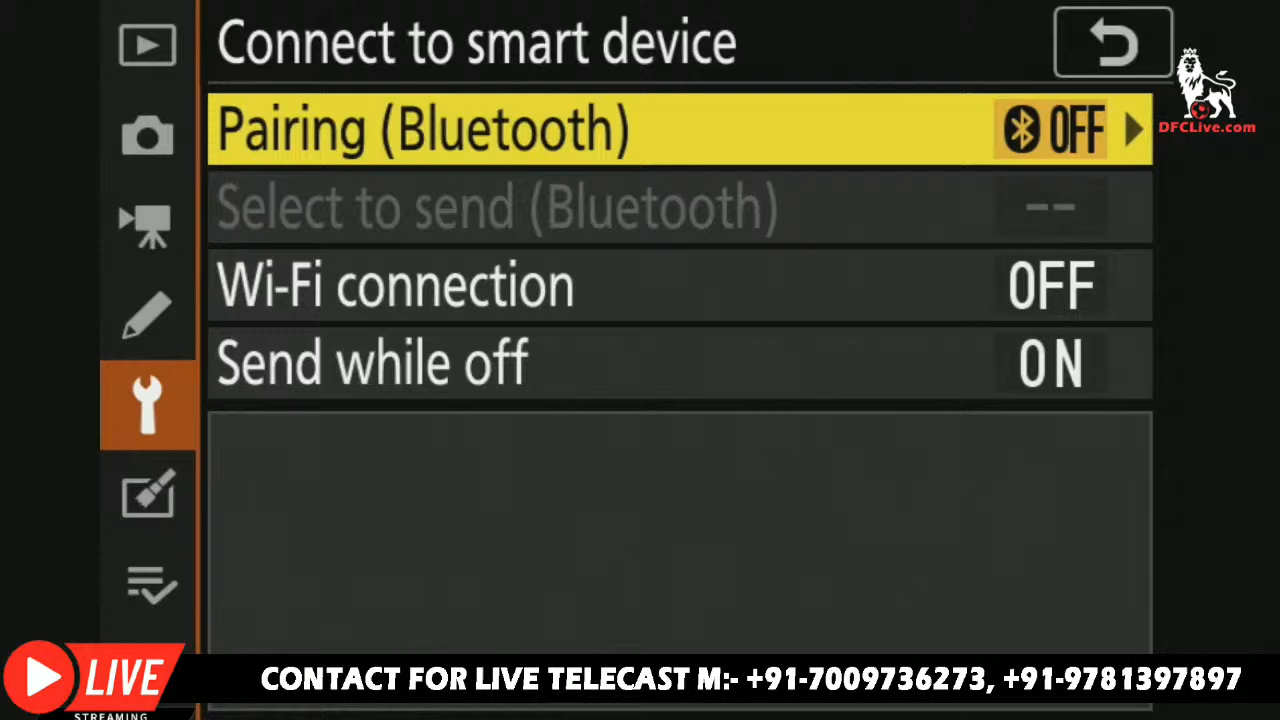 Connect to smart device
DFCLive.com
Pairing (Bluetooth) OFF
Select to send (Bluetooth) --
Wi-Fi connection OFF
Send while off ON
LIVE
STREAMING
CONTACT FOR LIVE TELECAST M:- +91-7009736273, +91-9781397897